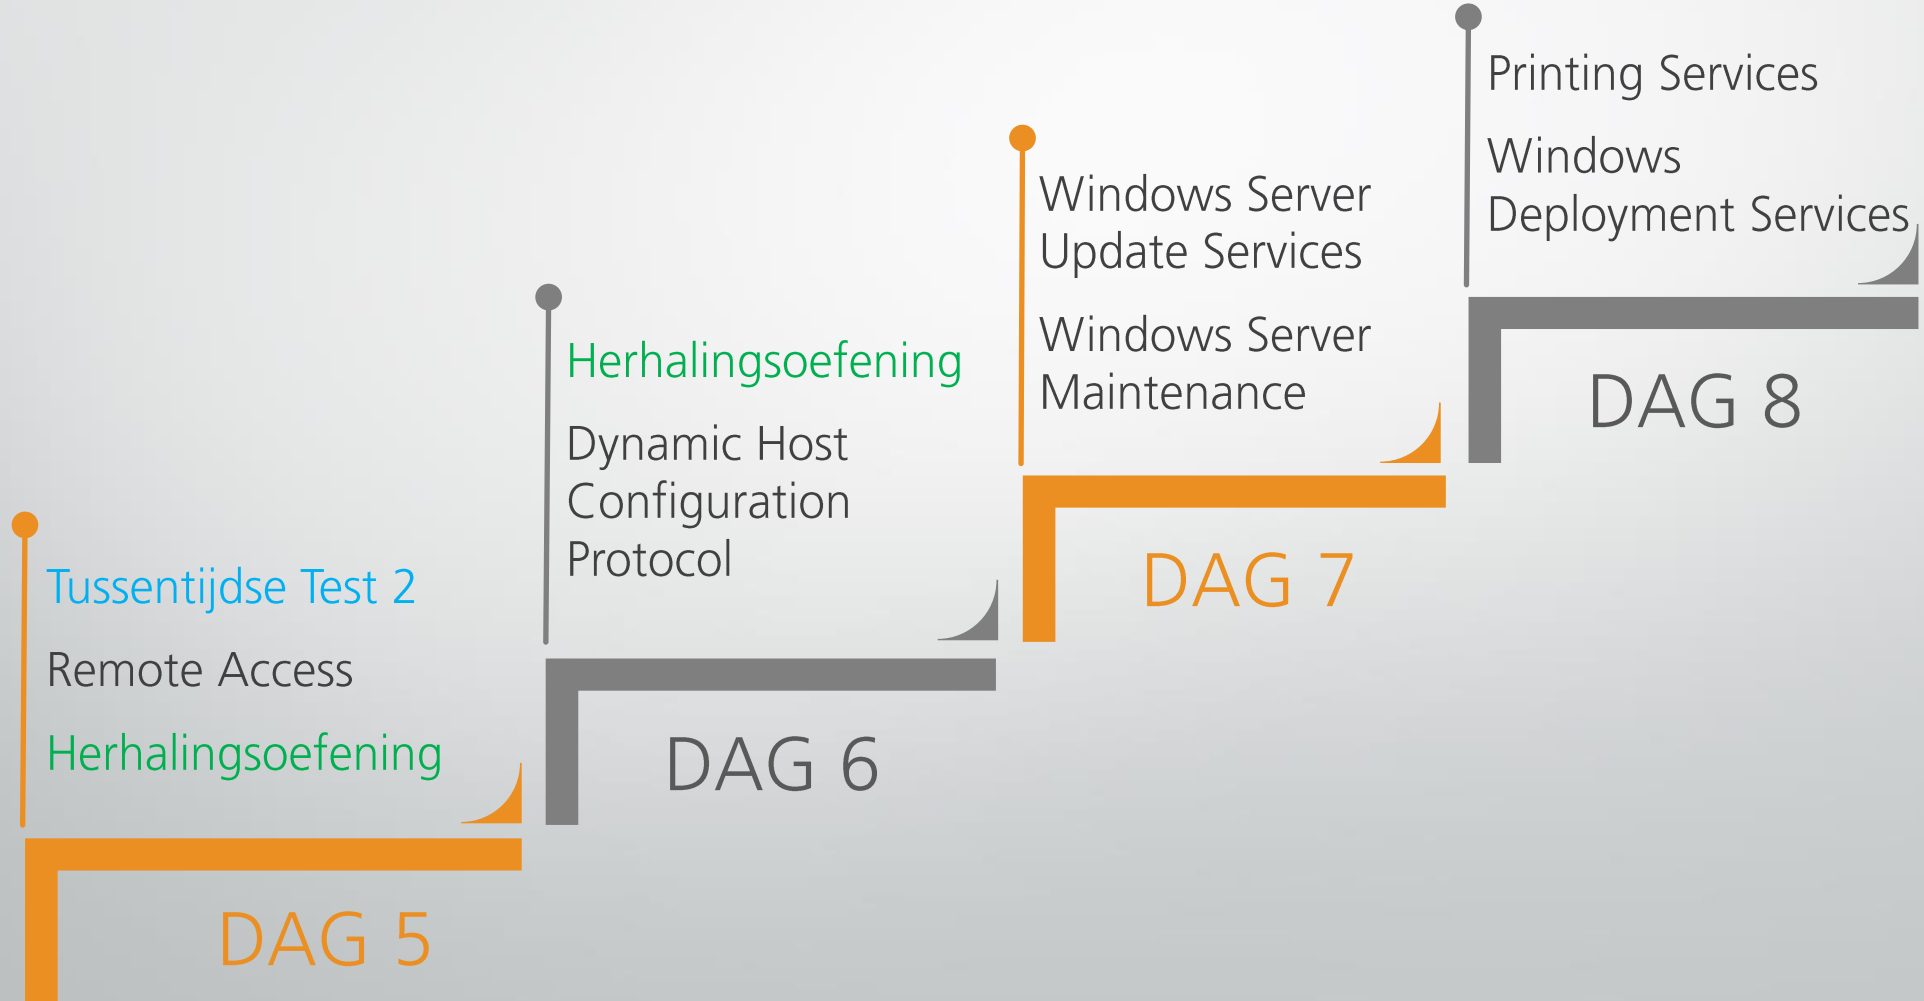 Tussentijdse Test 2
Remote Access
Herhalingsoefening
DAG 5
Herhalingsoefening
Dynamic Host
Configuration
Protocol
DAG 6
Windows Server
Update Services
Windows Server
Maintenance
DAG 7
Printing Services
Windows
Deployment Services
DAG 8